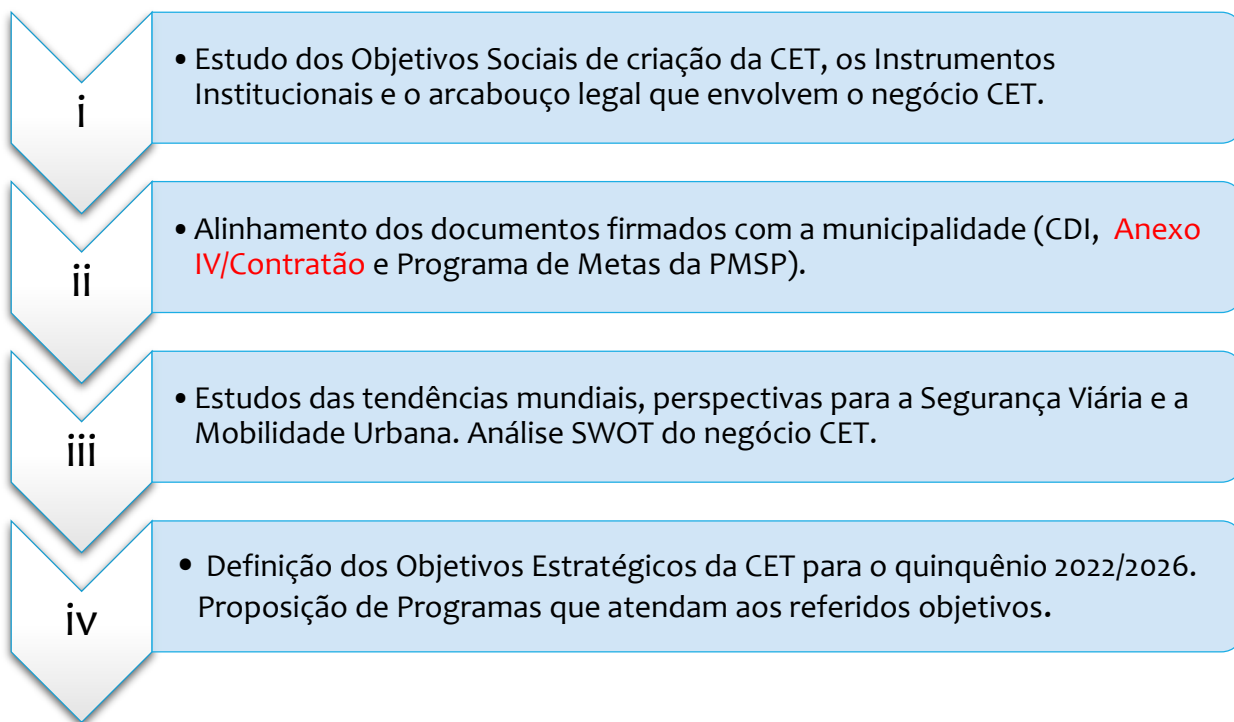 i
• Estudo dos Objetivos Sociais de criação da CET, os Instrumentos
Institucionais e o arcabouço legal que envolvem o negócio CET.
ii
• Alinhamento dos documentos firmados com a municipalidade (CDI, Anexo
IV/Contratão e Programa de Metas da PMSP).
iii
• Estudos das tendências mundiais, perspectivas para a Segurança Viária e a
Mobilidade Urbana. Análise SWOT do negócio CET.
iv
• Definição dos Objetivos Estratégicos da CET para o quinquênio 2022/2026.
Proposição de Programas que atendam aos referidos objetivos.